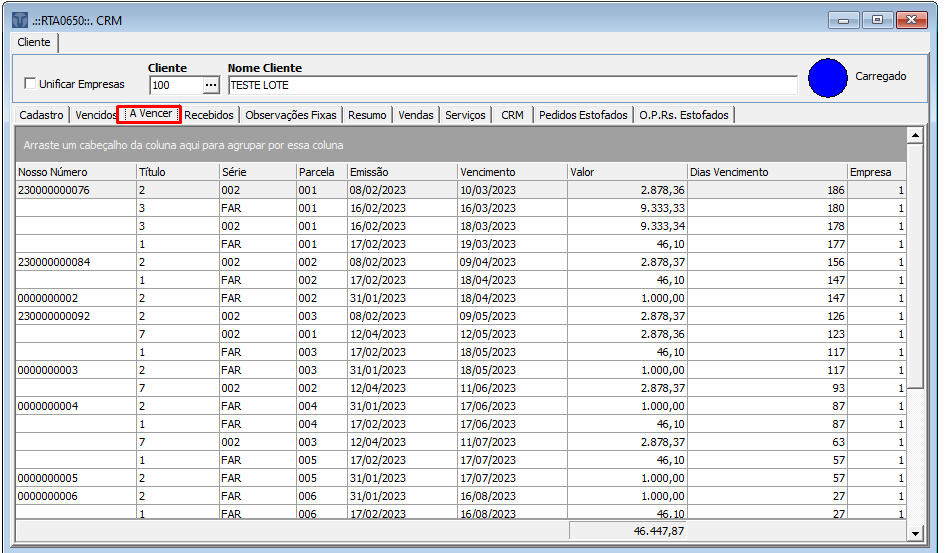 .::RTA0650::. CRM
Cliente
Unificar Empresas
Cliente
100
...
Nome Cliente
TESTE LOTE
Carregado
Cadastro Vencidos A Vencer Recebidos Observações Fixas Resumo Vendas Serviços CRM Pedidos Estofados O.P.Rs. Estofados
Arraste um cabeçalho da coluna aqui para agrupar por essa coluna
Nosso Número Título Série Parcela Emissão Vencimento Valor Dias Vencimento Empresa
230000000076 2 002 001 08/02/2023 10/03/2023 2.878,36 186 1
3 FAR 001 16/02/2023 16/03/2023 9.333,33 180 1
3 002 001 16/02/2023 18/03/2023 9.333,34 178 1
1 FAR 001 17/02/2023 19/03/2023 46,10 177 1
230000000084 2 002 002 08/02/2023 09/04/2023 2.878,37 156 1
1 FAR 002 17/02/2023 18/04/2023 46,10 147 1
0000000002 2 FAR 002 31/01/2023 18/04/2023 1.000,00 147 1
230000000092 2 002 003 08/02/2023 09/05/2023 2.878,37 126 1
7 002 001 12/04/2023 12/05/2023 2.878,36 123 1
1 FAR 003 17/02/2023 18/05/2023 46,10 117 1
0000000003 2 FAR 003 31/01/2023 18/05/2023 1.000,00 117 1
7 002 002 12/04/2023 11/06/2023 2.878,37 93 1
0000000004 2 FAR 004 31/01/2023 17/06/2023 1.000,00 87 1
1 FAR 004 17/02/2023 17/06/2023 46,10 87 1
7 002 003 12/04/2023 11/07/2023 2.878,37 63 1
1 FAR 005 17/02/2023 17/07/2023 46,10 57 1
0000000005 2 FAR 005 31/01/2023 17/07/2023 1.000,00 57 1
0000000006 2 FAR 006 31/01/2023 16/08/2023 1.000,00 27 1
1 FAR 006 17/02/2023 16/08/2023 46,10 27 1
46.447,87